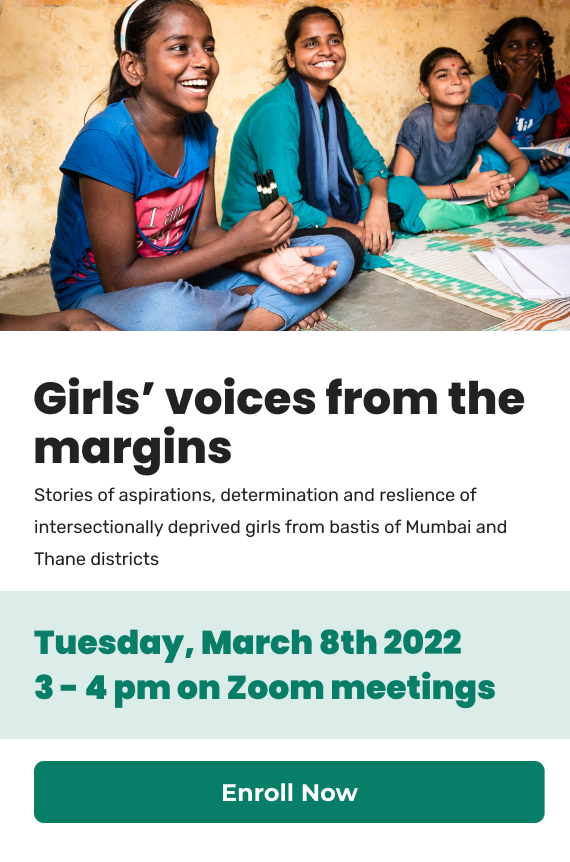 I am
Girls’ voices from the
margins
Stories of aspirations, determination and reslience of
intersectionally deprived girls from bastis of Mumbai and
Thane districts
Tuesday, March 8th 2022
3 – 4 pm on Zoom meetings
Enroll Now